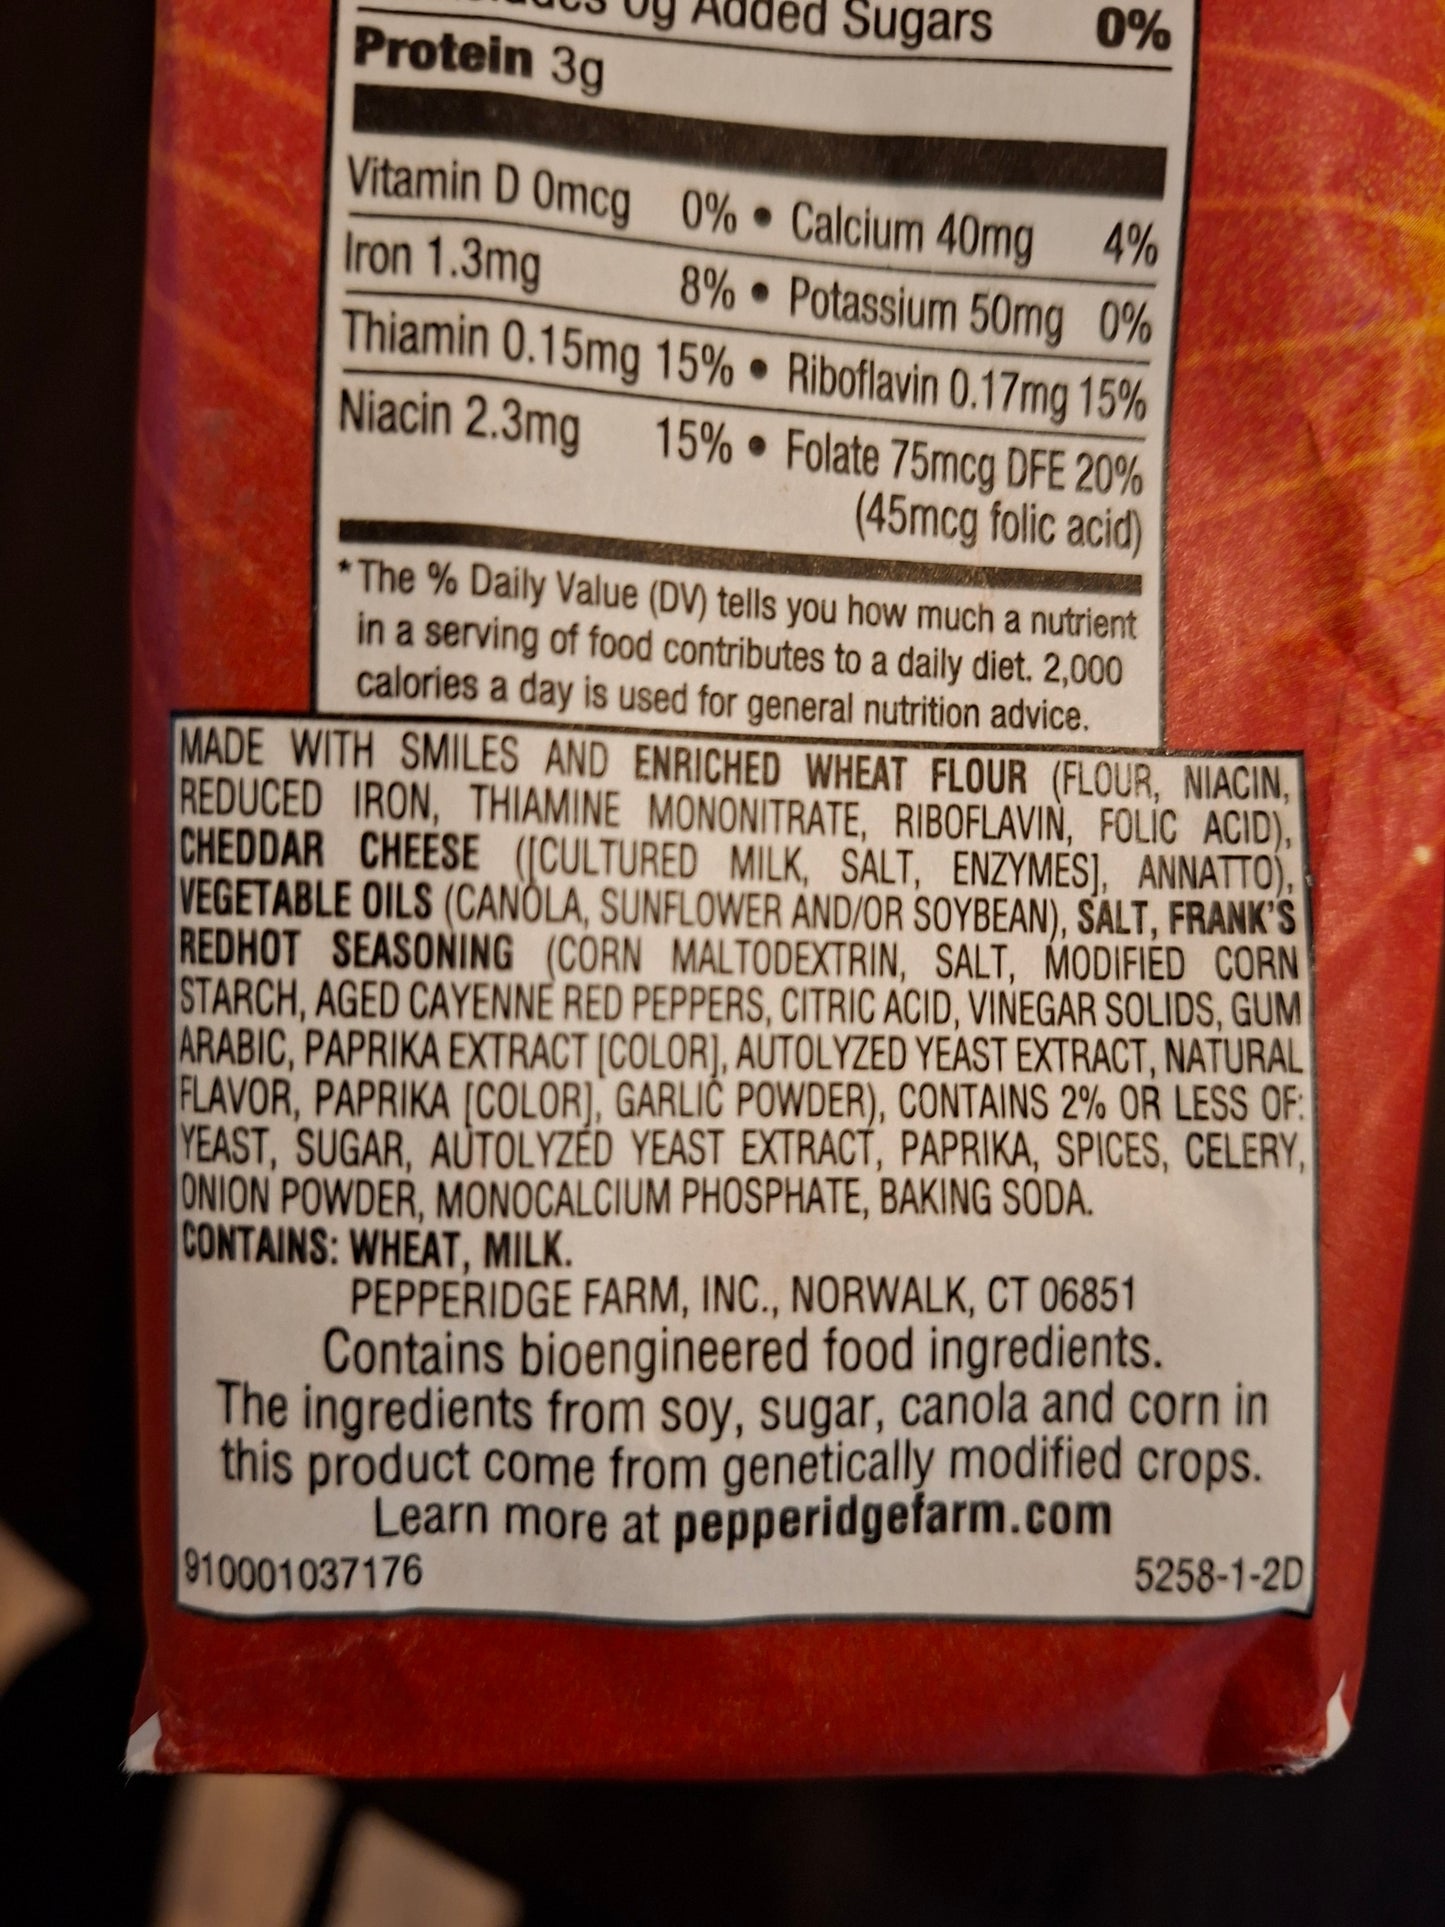 0g Added Sugars 0%
Protein 3g
Vitamin D 0mcg 0% • Calcium 40mg 4%
Iron 1.3mg 8% • Potassium 50mg 0%
Thiamin 0.15mg 15% • Riboflavin 0.17mg 15%
Niacin 2.3mg 15% • Folate 75mcg DFE 20%
(45mcg folic acid)
* The % Daily Value (DV) tells you how much a nutrient
in a serving of food contributes to a daily diet. 2,000
calories a day is used for general nutrition advice.
MADE WITH SMILES AND ENRICHED WHEAT FLOUR (FLOUR, NIACIN,
REDUCED IRON, THIAMINE MONONITRATE, RIBOFLAVIN, FOLIC ACID),
CHEDDAR CHEESE ([CULTURED MILK, SALT, ENZYMES], ANNATTO),
VEGETABLE OILS (CANOLA, SUNFLOWER AND/OR SOYBEAN), SALT, FRANK'S
REDHOT SEASONING (CORN MALTODEXTRIN, SALT, MODIFIED CORN
STARCH, AGED CAYENNE RED PEPPERS, CITRIC ACID, VINEGAR SOLIDS, GUM
ARABIC, PAPRIKA EXTRACT [COLOR], AUTOLYZED YEAST EXTRACT, NATURAL
FLAVOR, PAPRIKA [COLOR], GARLIC POWDER), CONTAINS 2% OR LESS OF:
YEAST, SUGAR, AUTOLYZED YEAST EXTRACT, PAPRIKA, SPICES, CELERY,
ONION POWDER, MONOCALCIUM PHOSPHATE, BAKING SODA.
CONTAINS: WHEAT, MILK.
PEPPERIDGE FARM, INC., NORWALK, CT 06851
Contains bioengineered food ingredients.
The ingredients from soy, sugar, canola and corn in
this product come from genetically modified crops.
Learn more at pepperidgefarm.com
910001037176 5258-1-2D